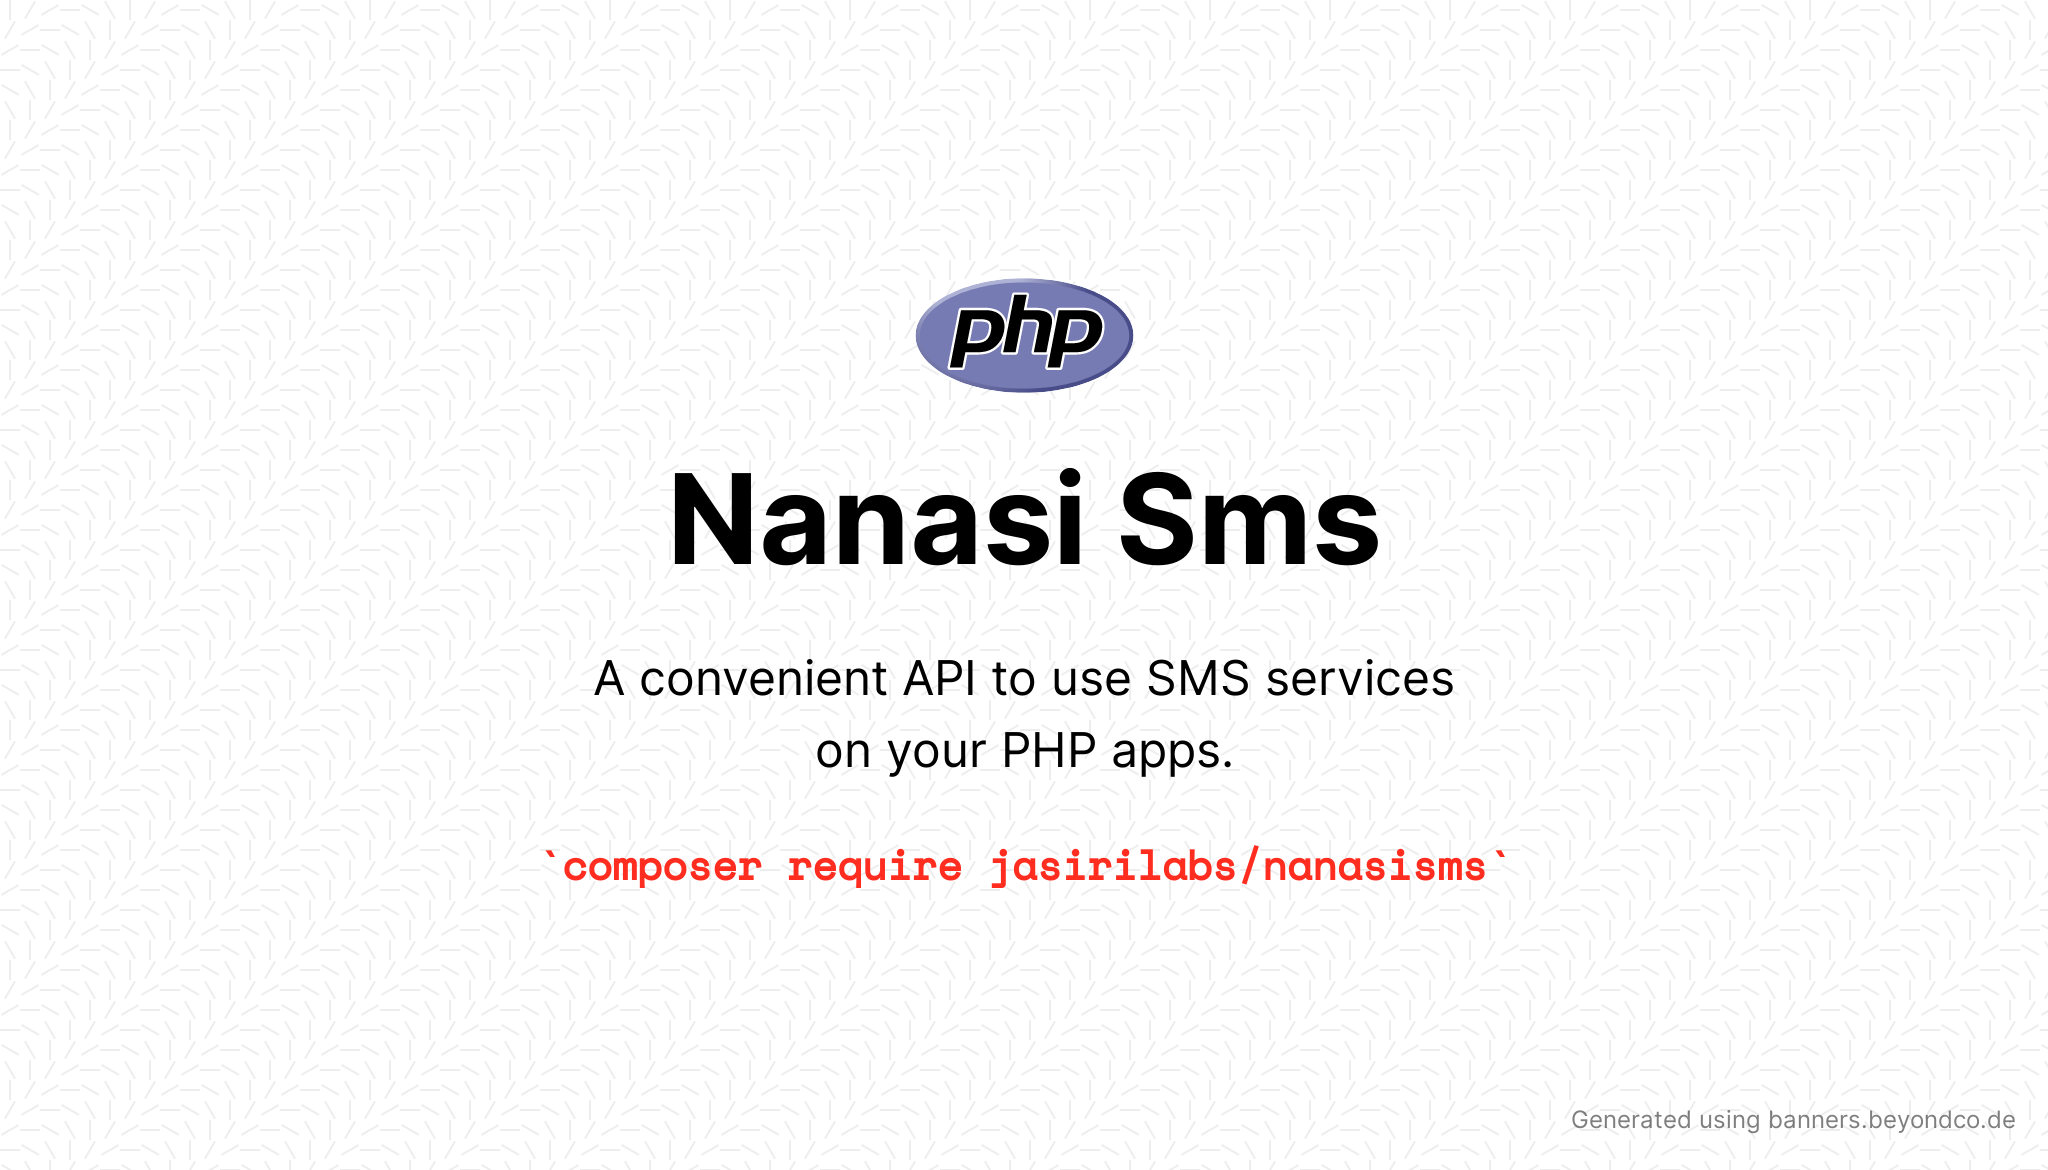 php
Nanasi Sms
A convenient API to use SMS services
on your PHP apps.
`composer require jasirilabs/nanasisms`
Generated using banners.beyondco.de